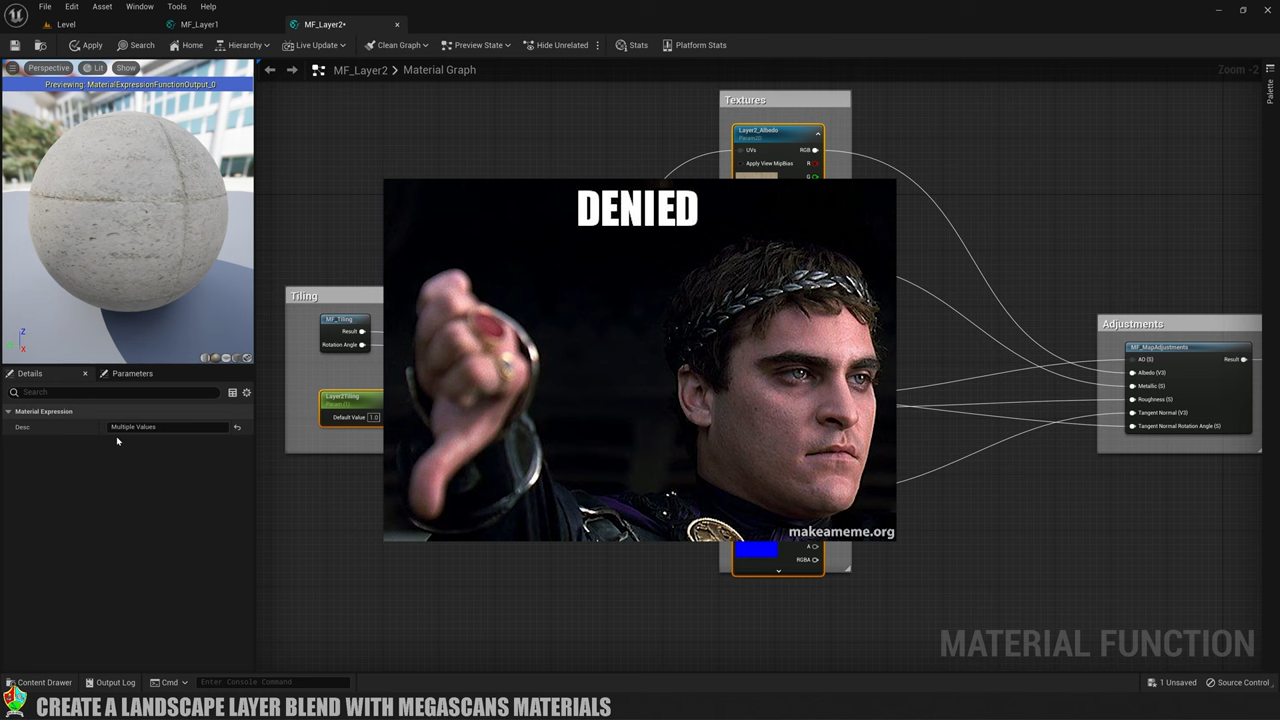 File Edit Asset Window Tools Help
Level MF_Layer1 MF_Layer2•
Apply Search Home Hierarchy Live Update Clean Graph Preview State Hide Unrelated Stats Platform Stats
Perspective Lit Show
MF_Layer2 Material Graph
Zoom -2
Palette
Previewing: MaterialExpressionFunctionOutput_0
Textures
Layer2_Albedo
Param2D
UVs RGB
Apply View MipBias R
G
DENIED
Tiling
MF_Tiling
Result
Rotation Angle
Layer2Tiling
Param (1)
Default Value 1.0
Adjustments
MF_MapAdjustments
AO (S) Result
Albedo (V3)
Metallic (S)
Roughness (S)
Tangent Normal (V3)
Tangent Normal Rotation Angle (S)
Z
X
Details Parameters
Search
Material Expression
Desc Multiple Values
makeameme.org
A
RGBA
MATERIAL FUNCTION
Content Drawer Output Log Cmd Enter Console Command 1 Unsaved Source Control
CREATE A LANDSCAPE LAYER BLEND WITH MEGASCANS MATERIALS